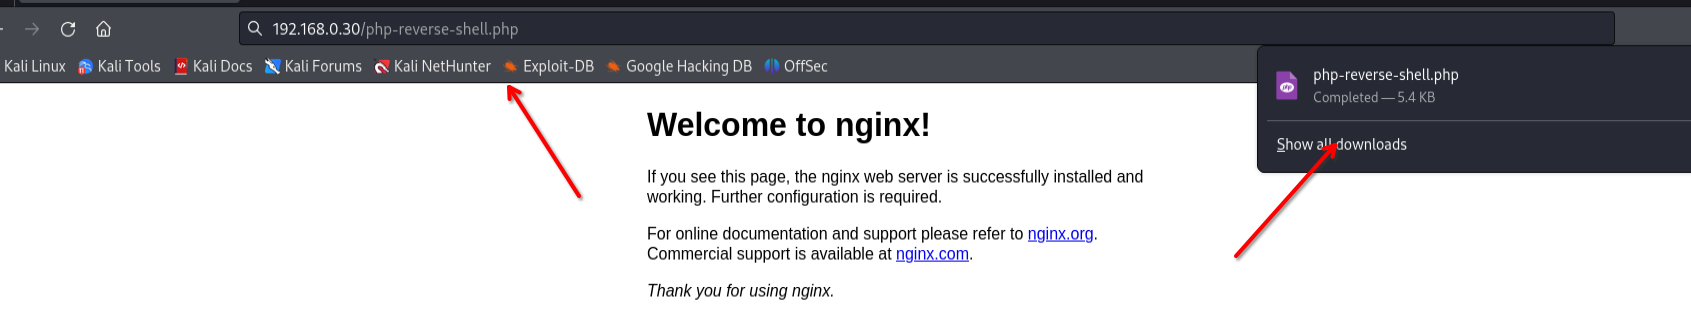 192.168.0.30/php-reverse-shell.php
Kali Linux Kali Tools Kali Docs Kali Forums Kali NetHunter Exploit-DB Google Hacking DB OffSec
php-reverse-shell.php
Completed — 5.4 KB
Show all downloads
Welcome to nginx!
If you see this page, the nginx web server is successfully installed and
working. Further configuration is required.
For online documentation and support please refer to nginx.org.
Commercial support is available at nginx.com.
Thank you for using nginx.